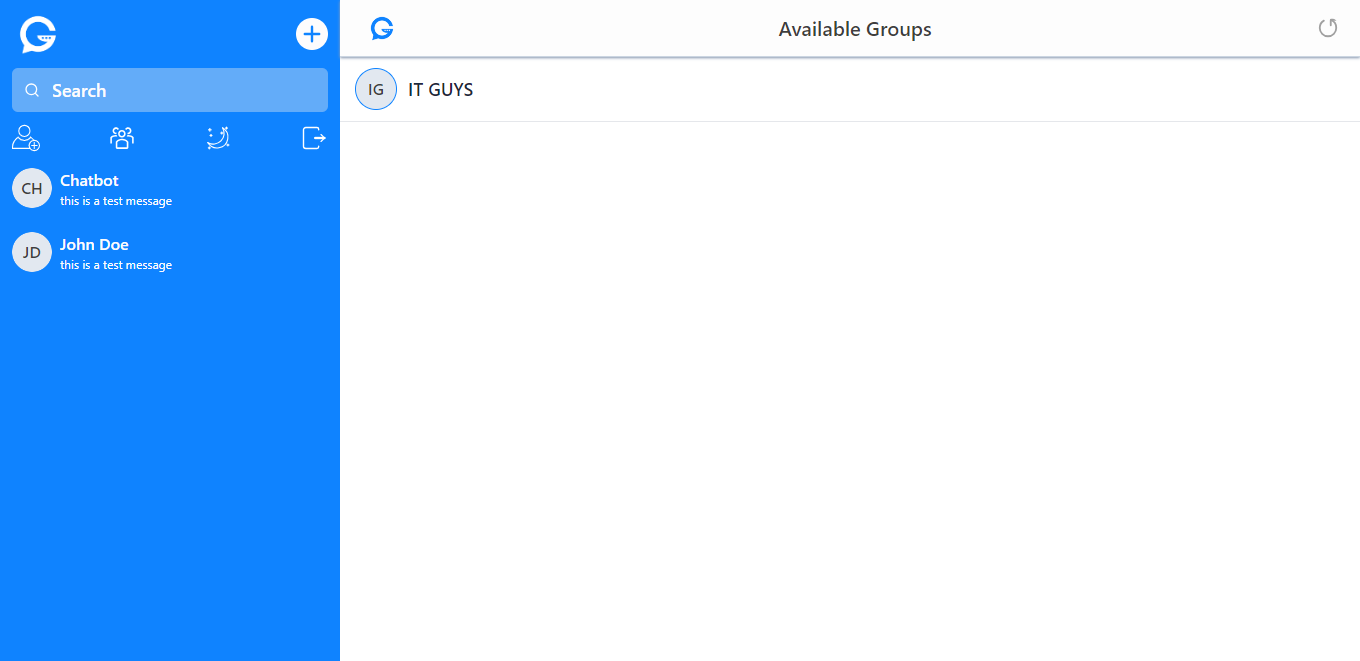 Search
CH
Chatbot
this is a test message
JD
John Doe
this is a test message
Available Groups
IG
IT GUYS